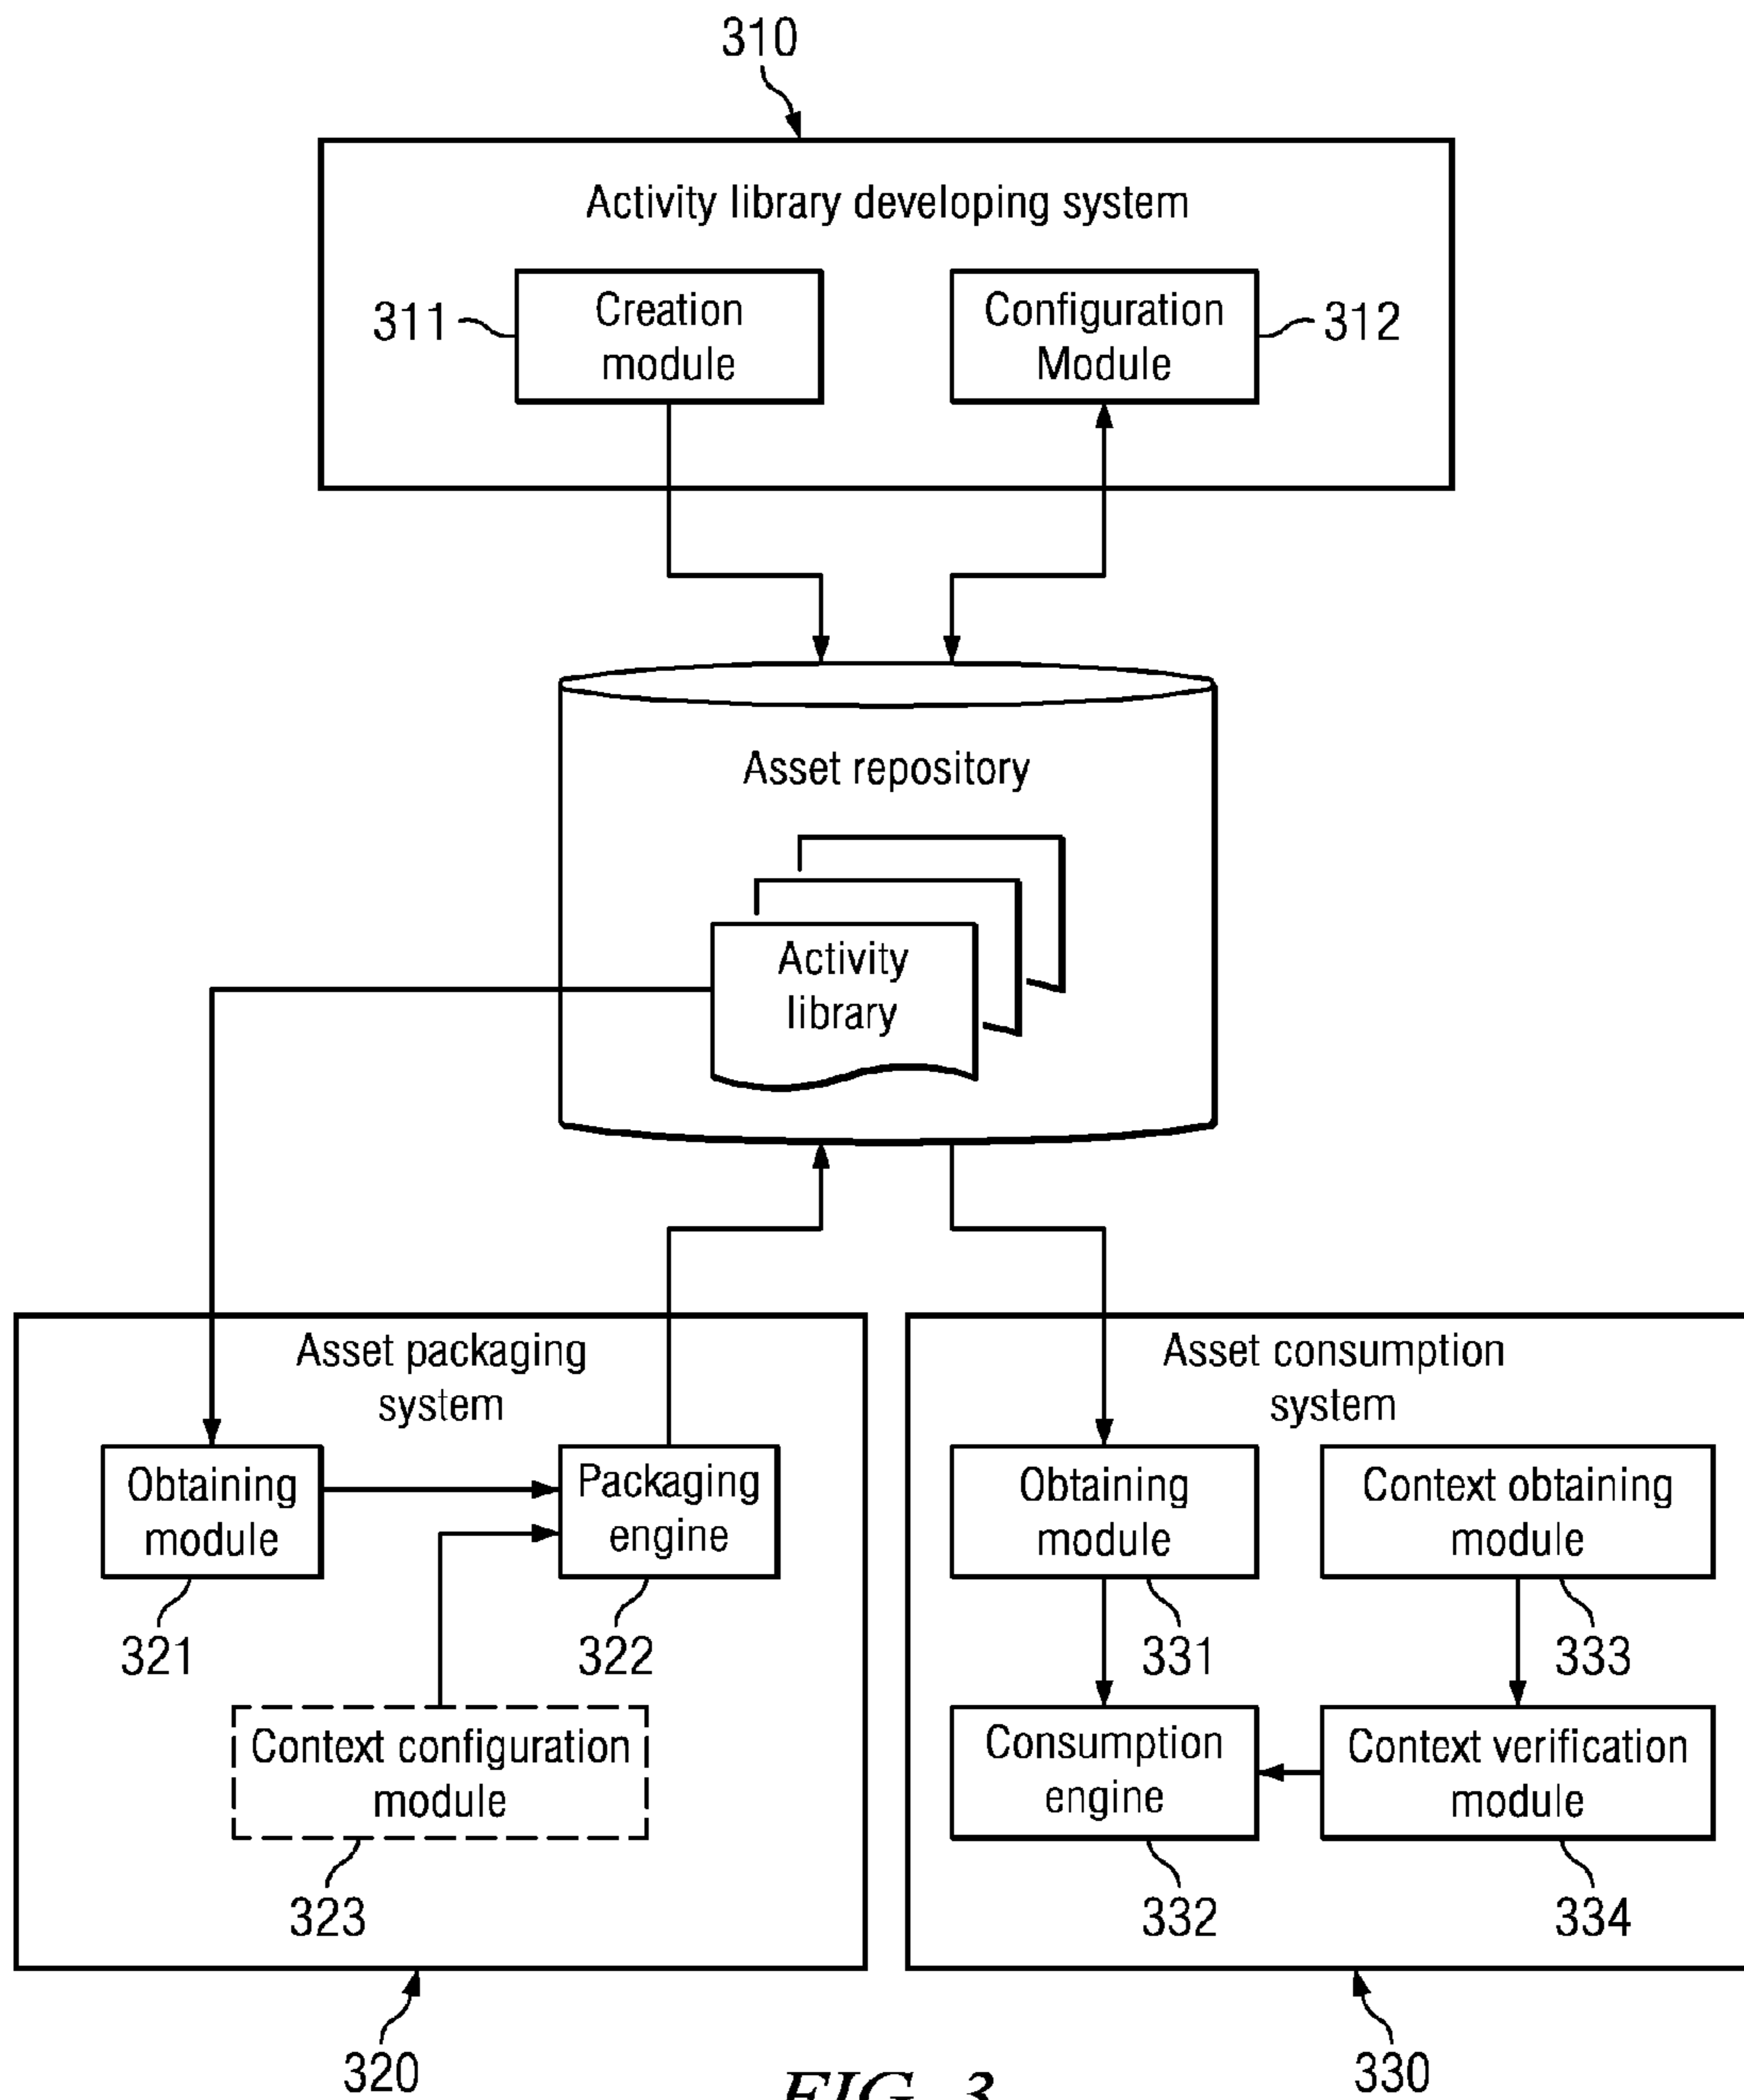 310
Activity library developing system
311
Creation
module
Configuration
Module
312
Asset repository
Activity
library
Asset packaging
system
Obtaining
module
321
Packaging
engine
322
Context configuration
module
323
320
Asset consumption
system
Obtaining
module
331
Context obtaining
module
333
Consumption
engine
332
Context verification
module
334
330
FIG. 3